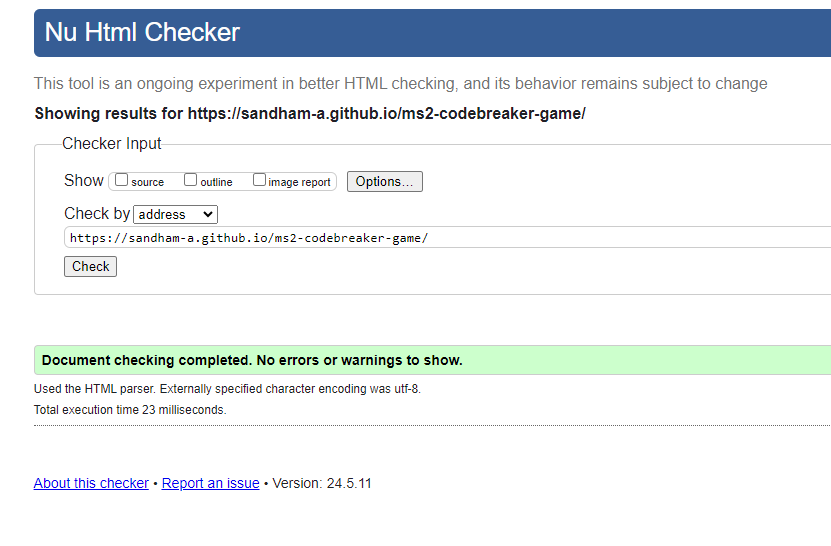 Nu Html Checker
This tool is an ongoing experiment in better HTML checking, and its behavior remains subject to change
Showing results for https://sandham-a.github.io/ms2-codebreaker-game/
Checker Input
Show source outline image report Options...
Check by address
https://sandham-a.github.io/ms2-codebreaker-game/
Check
Document checking completed. No errors or warnings to show.
Used the HTML parser. Externally specified character encoding was utf-8.
Total execution time 23 milliseconds.
About this checker • Report an issue • Version: 24.5.11